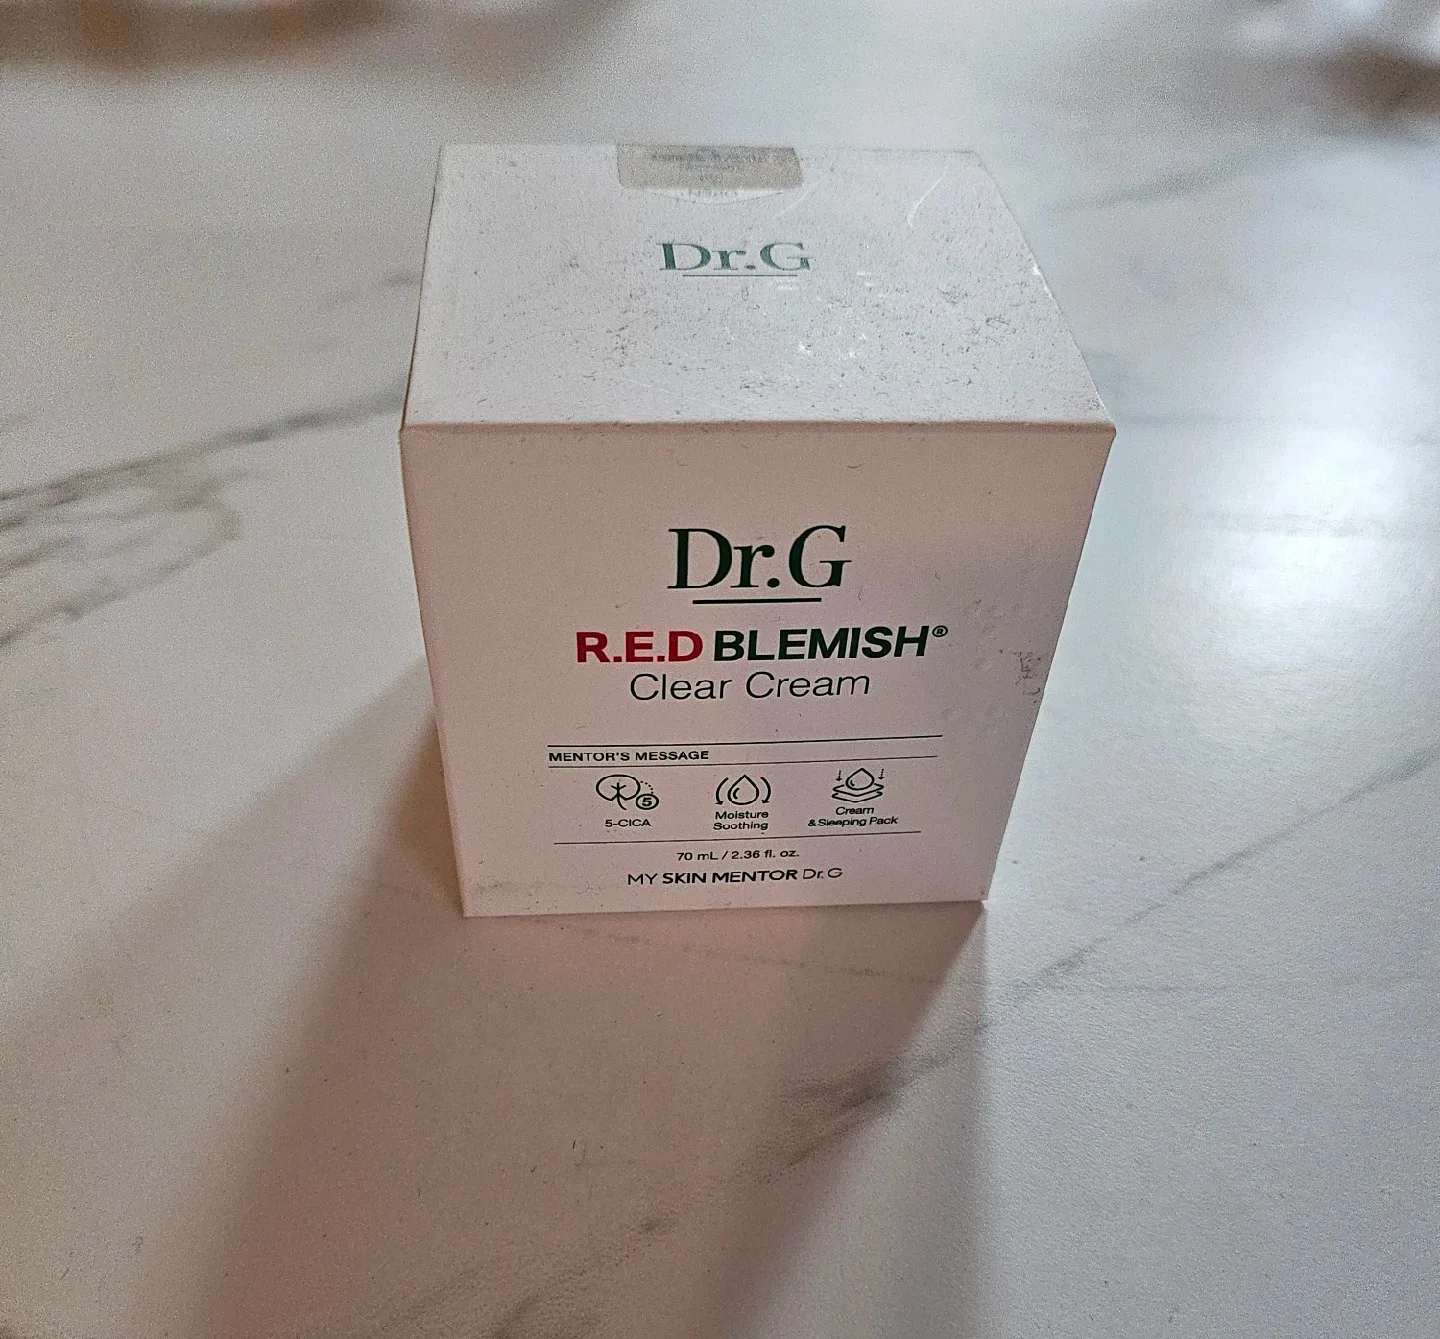 Dr.G
Dr.G
R.E.D BLEMISH®
Clear Cream
MENTOR'S MESSAGE
5
5-CICA
Moisture
Soothing
Cream
& Sleeping Pack
70 mL / 2.36 fl. oz.
MY SKIN MENTOR Dr.G